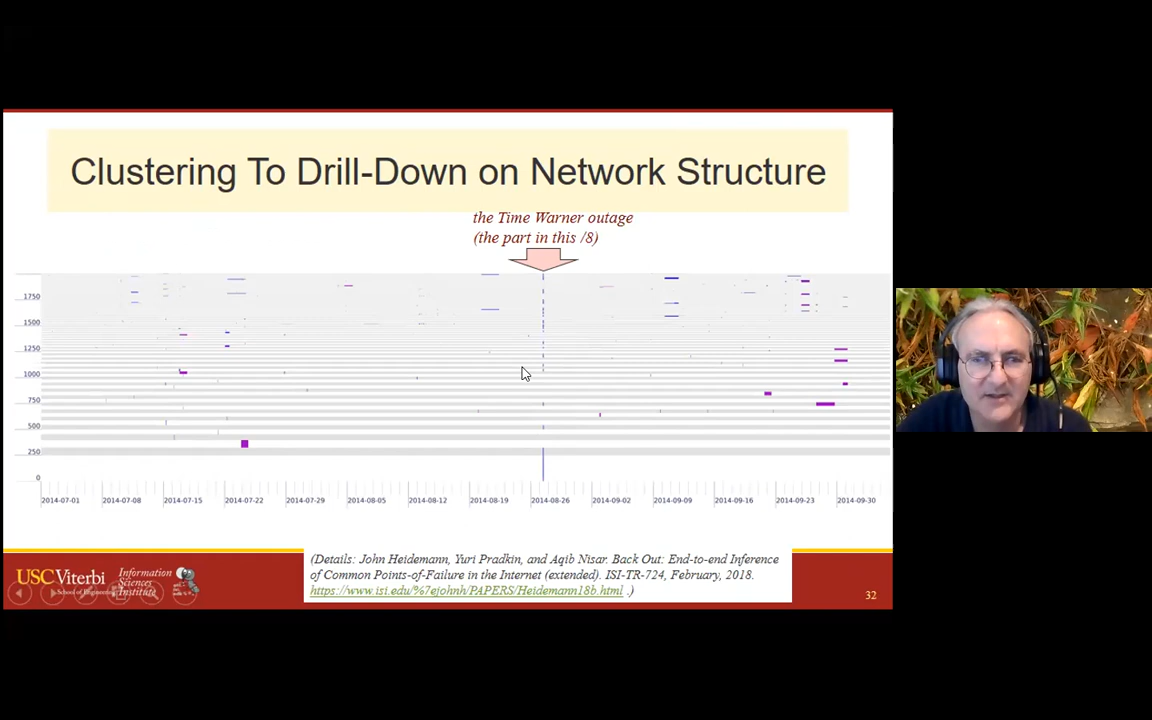 Clustering To Drill-Down on Network Structure
the Time Warner outage
(the part in this /8)
1750
1500
1250
1000
750
500
250
0
2014-07-01 2014-07-08 2014-07-15 2014-07-22 2014-07-29 2014-08-05 2014-08-12 2014-08-19 2014-08-26 2014-09-02 2014-09-09 2014-09-16 2014-09-23 2014-09-30
(Details: John Heidemann, Yuri Pradkin, and Aqib Nisar. Back Out: End-to-end Inference
of Common Points-of-Failure in the Internet (extended). ISI-TR-724, February, 2018.
https://www.isi.edu/%7ejohnh/PAPERS/Heidemann18b.html .)
USC Viterbi
School of Engineering
Information
Sciences
Institute
32